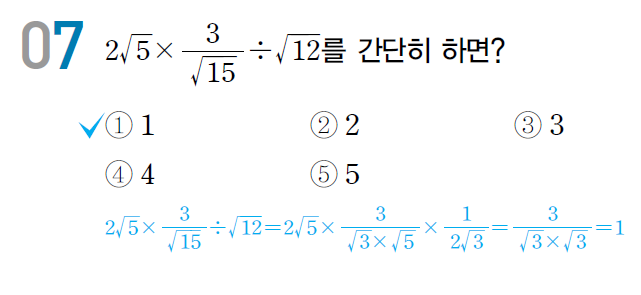 07 2√5 × 3/√15 ÷ √12를 간단히 하면?
✓① 1 ② 2 ③ 3
④ 4 ⑤ 5
2√5 × 3/√15 ÷ √12 = 2√5 × 3/(√3×√5) × 1/(2√3) = 3/(√3×√3) = 1